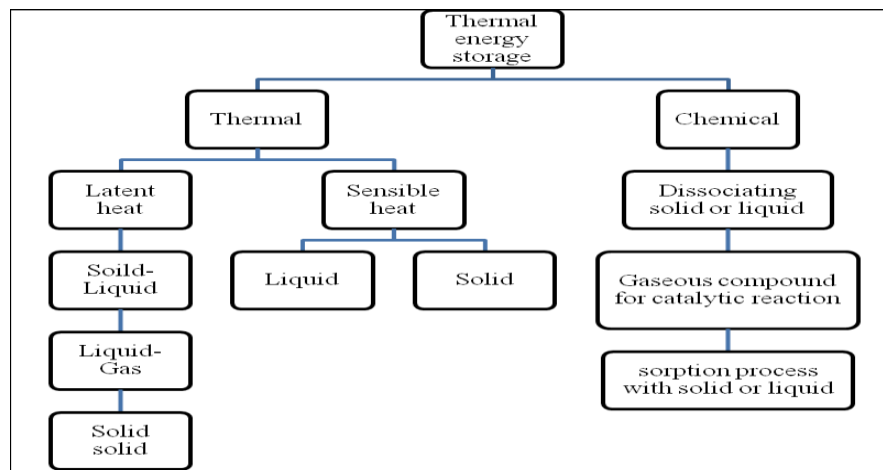 Thermal
energy
storage
Thermal
Chemical
Latent
heat
Sensible
heat
Dissociating
solid or liquid
Soild-
Liquid
Liquid
Solid
Gaseous compound
for catalytic reaction
Liquid-
Gas
sorption process
with solid or liquid
Solid
solid